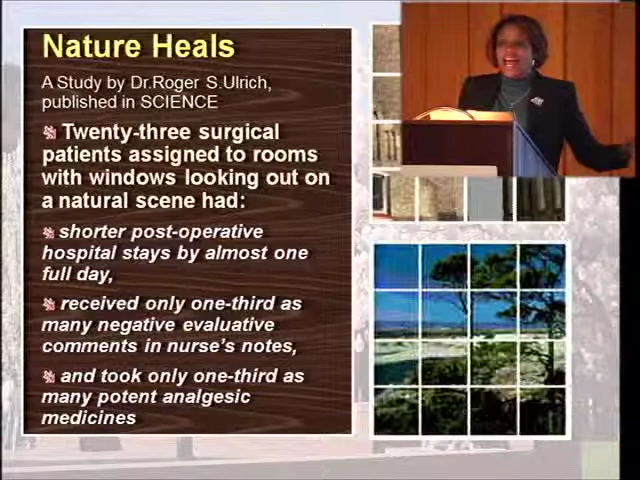 Nature Heals
A Study by Dr.Roger S.Ulrich,
published in SCIENCE
Twenty-three surgical
patients assigned to rooms
with windows looking out on
a natural scene had:
shorter post-operative
hospital stays by almost one
full day,
received only one-third as
many negative evaluative
comments in nurse's notes,
and took only one-third as
many potent analgesic
medicines